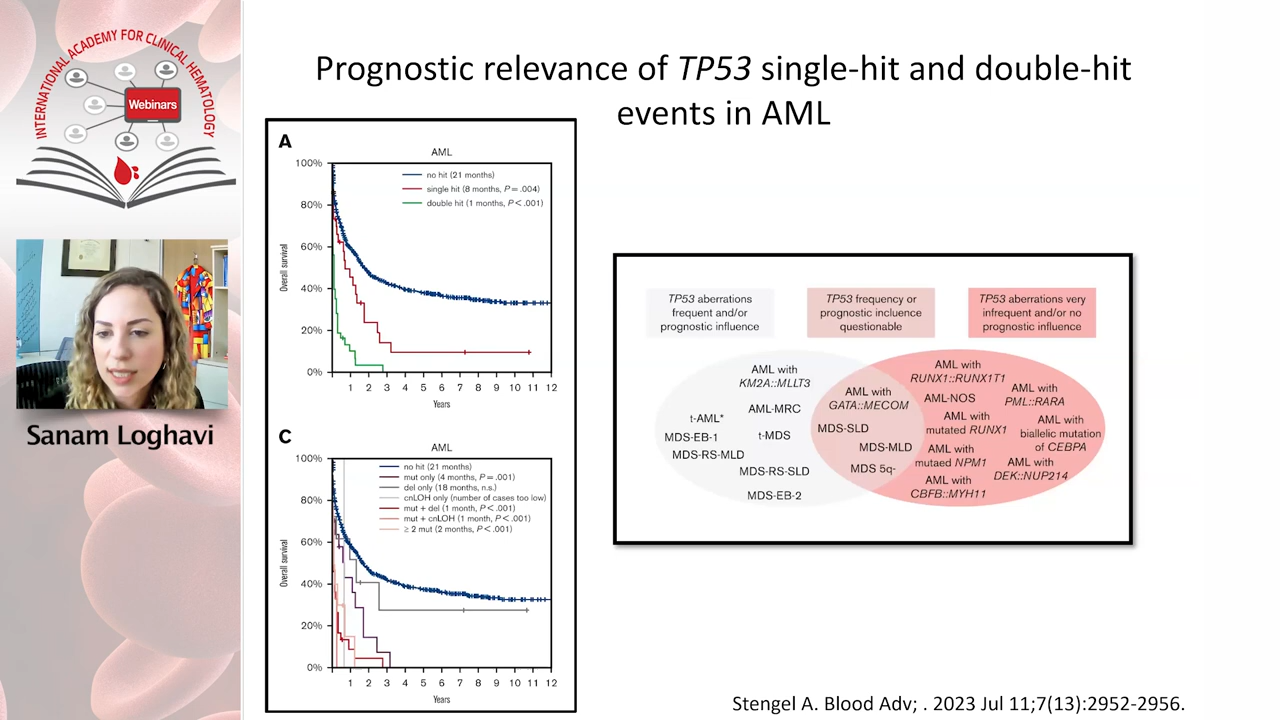 INTERNATIONAL ACADEMY FOR CLINICAL HEMATOLOGY
Webinars
Sanam Loghavi
Prognostic relevance of TP53 single-hit and double-hit
events in AML
A
AML
no hit (21 months)
single hit (8 months, P = .004)
double hit (1 months, P < .001)
100%
80%
60%
40%
20%
0%
Overall survival
1 2 3 4 5 6 7 8 9 10 11 12
Years
C
AML
no hit (21 months)
mut only (4 months, P = .001)
del only (18 months, n.s.)
cnLOH only (number of cases too low)
mut + del (1 month, P < .001)
mut + cnLOH (1 month, P < .001)
≥ 2 mut (2 months, P < .001)
100%
80%
60%
40%
20%
0%
Overall survival
1 2 3 4 5 6 7 8 9 10 11 12
Years
TP53 aberrations
frequent and/or
prognostic influence
TP53 frequency or
prognostic incluence
questionable
TP53 aberrations very
infrequent and/or no
prognostic influence
AML with
KM2A::MLLT3
AML-MRC
t-AML*
t-MDS
MDS-EB-1
MDS-RS-MLD
MDS-RS-SLD
MDS-EB-2
AML with
GATA::MECOM
MDS-SLD
MDS-MLD
MDS 5q-
AML with
RUNX1::RUNX1T1
AML-NOS
AML with
PML::RARA
AML with
mutated RUNX1
AML with
biallelic mutation
of CEBPA
AML with
mutaed NPM1
AML with
DEK::NUP214
AML with
CBFB::MYH11
Stengel A. Blood Adv; . 2023 Jul 11;7(13):2952-2956.